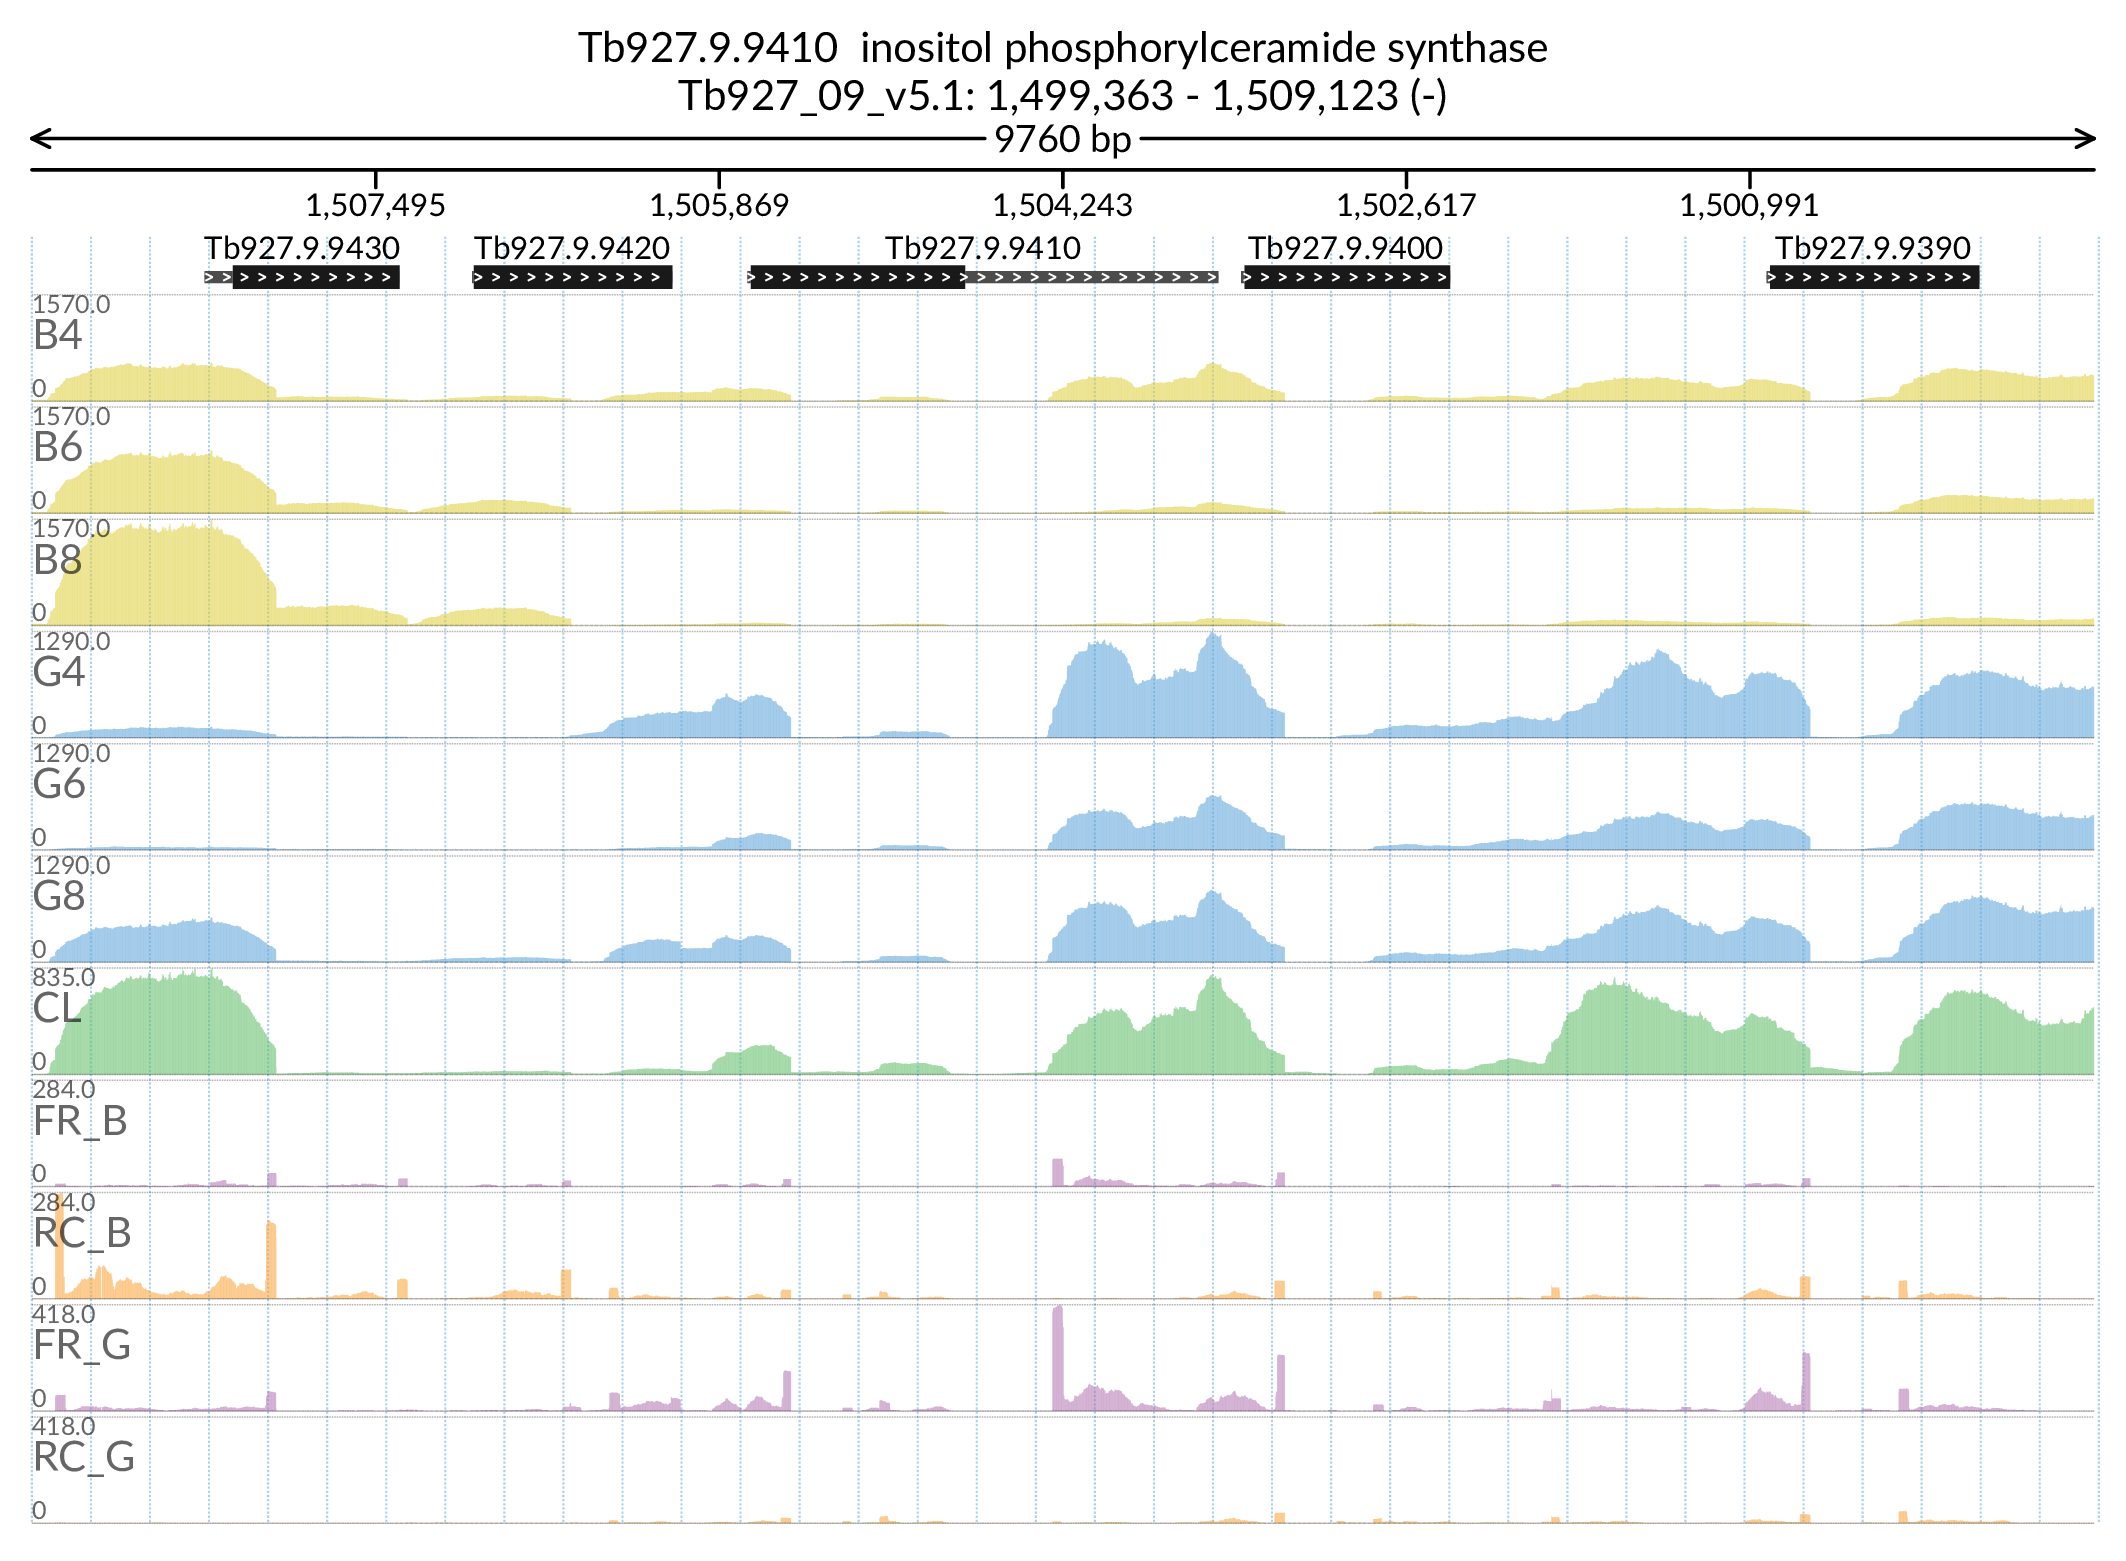 Tb927.9.9410 inositol phosphorylceramide synthase
Tb927_09_v5.1: 1,499,363 - 1,509,123 (-)
9760 bp
1,507,495 1,505,869 1,504,243 1,502,617 1,500,991
Tb927.9.9430 Tb927.9.9420 Tb927.9.9410 Tb927.9.9400 Tb927.9.9390
1570.0
B4
0
1570.0
B6
0
1570.0
B8
0
1290.0
G4
0
1290.0
G6
0
1290.0
G8
0
835.0
CL
0
284.0
FR_B
0
284.0
RC_B
0
418.0
FR_G
0
418.0
RC_G
0